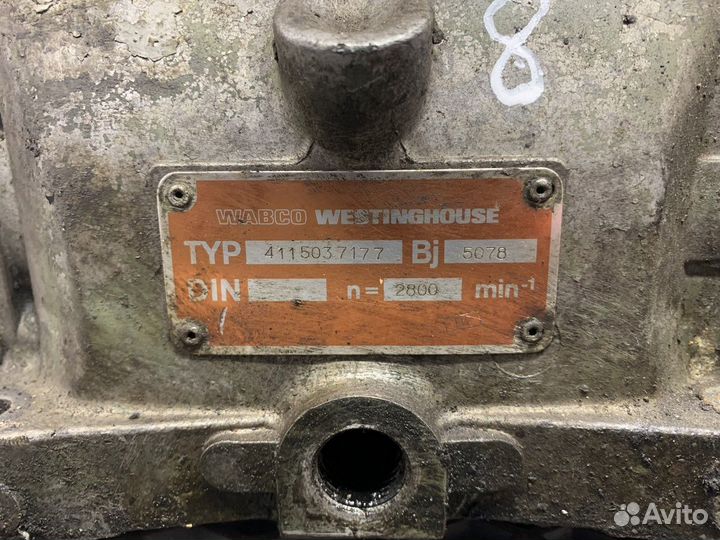 8
WABCO WESTINGHOUSE
TYP 4115037177 Bj 5078
DIN n= 2800 min-1
Avito